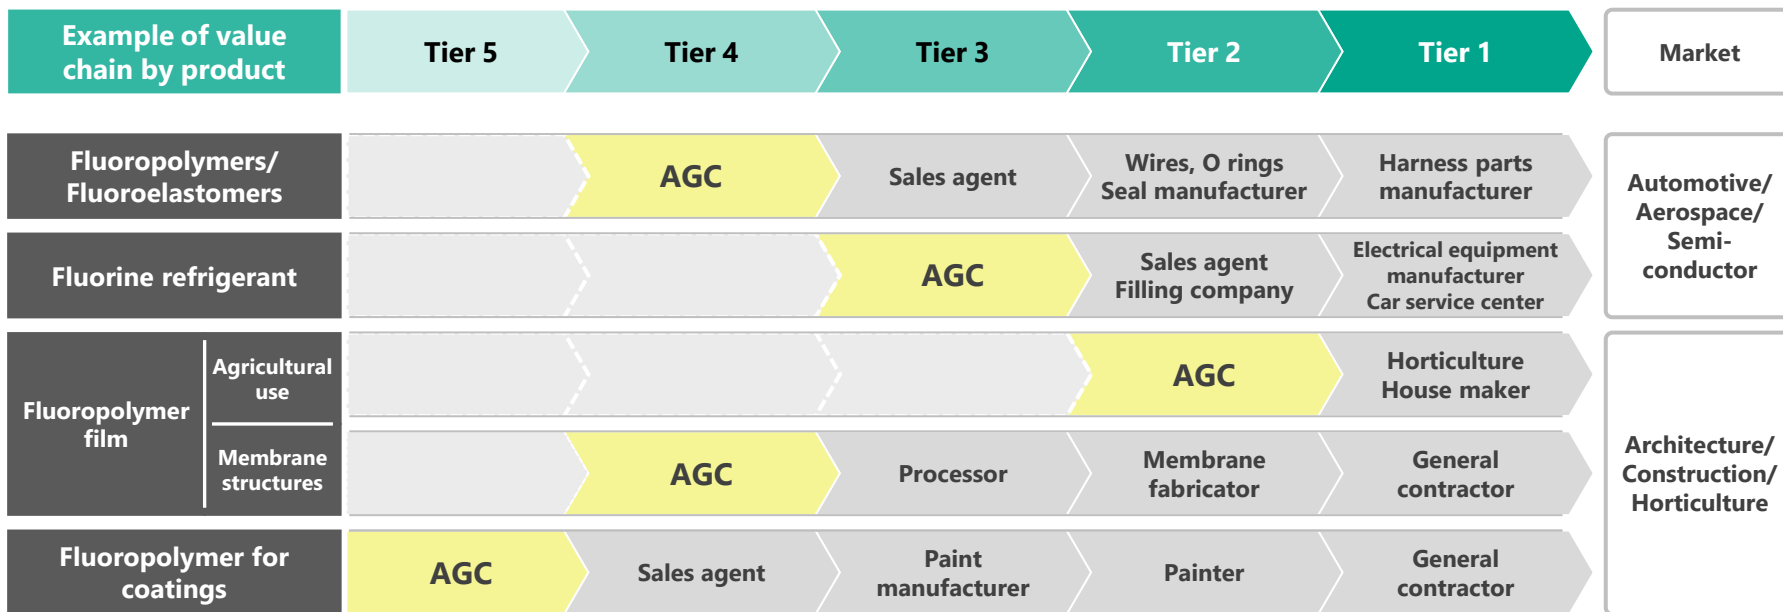 Example of value
chain by product
Tier 5
Tier 4
Tier 3
Tier 2
Tier 1
Market
Fluoropolymers/
Fluoroelastomers
AGC
Sales agent
Wires, O rings
Seal manufacturer
Harness parts
manufacturer
Automotive/
Aerospace/
Semi-
conductor
Fluorine refrigerant
AGC
Sales agent
Filling company
Electrical equipment
manufacturer
Car service center
Fluoropolymer
film
Agricultural
use
AGC
Horticulture
House maker
Membrane
structures
AGC
Processor
Membrane
fabricator
General
contractor
Architecture/
Construction/
Horticulture
Fluoropolymer for
coatings
AGC
Sales agent
Paint
manufacturer
Painter
General
contractor